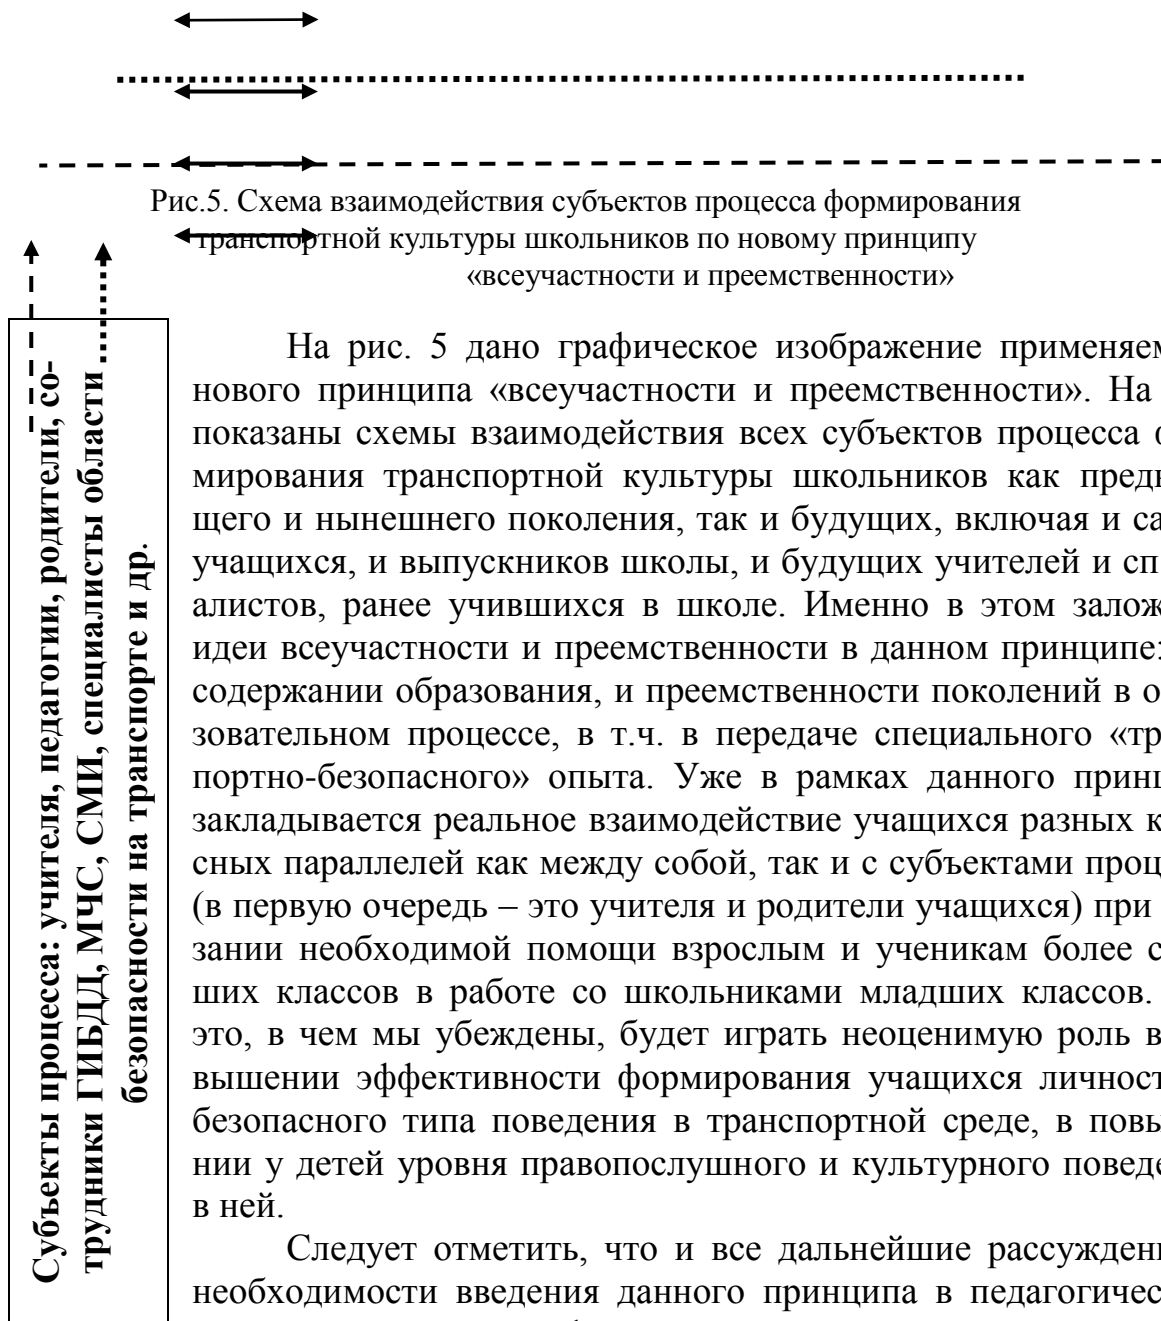 Рис.5. Схема взаимодействия субъектов процесса формирования
транспортной культуры школьников по новому принципу
«всеучастности и преемственности»
Субъекты процесса: учителя, педагогии, родители, со-
трудники ГИБДД, МЧС, СМИ, специалисты области
безопасности на транспорте и др.
На рис. 5 дано графическое изображение применяем
нового принципа «всеучастности и преемственности». На
показаны схемы взаимодействия всех субъектов процесса
мирования транспортной культуры школьников как пред
щего и нынешнего поколения, так и будущих, включая и са
учащихся, и выпускников школы, и будущих учителей и сп
алистов, ранее учившихся в школе. Именно в этом залож
идеи всеучастности и преемственности в данном принципе:
содержании образования, и преемственности поколений в о
зовательном процессе, в т.ч. в передаче специального «тр
портно-безопасного» опыта. Уже в рамках данного принц
закладывается реальное взаимодействие учащихся разных к
сных параллелей как между собой, так и с субъектами проц
(в первую очередь – это учителя и родители учащихся) при
зании необходимой помощи взрослым и ученикам более с
ших классов в работе со школьниками младших классов.
это, в чем мы убеждены, будет играть неоценимую роль в
вышении эффективности формирования учащихся личност
безопасного типа поведения в транспортной среде, в повы
нии у детей уровня правопослушного и культурного поведе
в ней.
Следует отметить, что и все дальнейшие рассужден
необходимости введения данного принципа в педагогичес